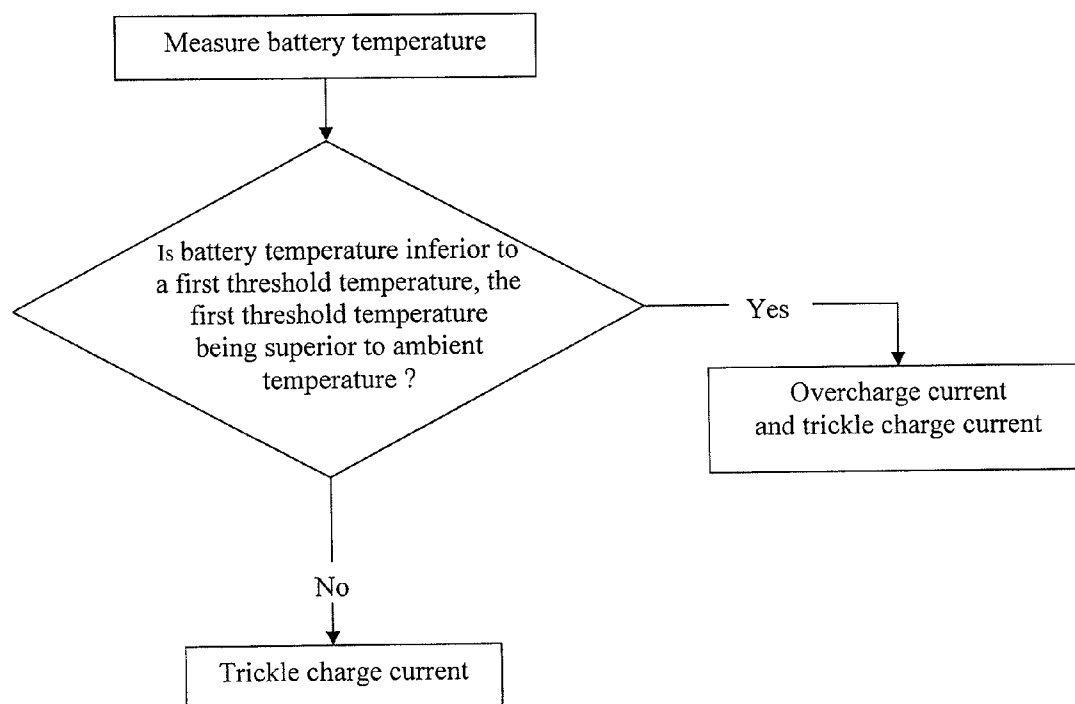 Measure battery temperature
Is battery temperature inferior to
a first threshold temperature, the
first threshold temperature
being superior to ambient
temperature ?
Yes
Overcharge current
and trickle charge current
No
Trickle charge current